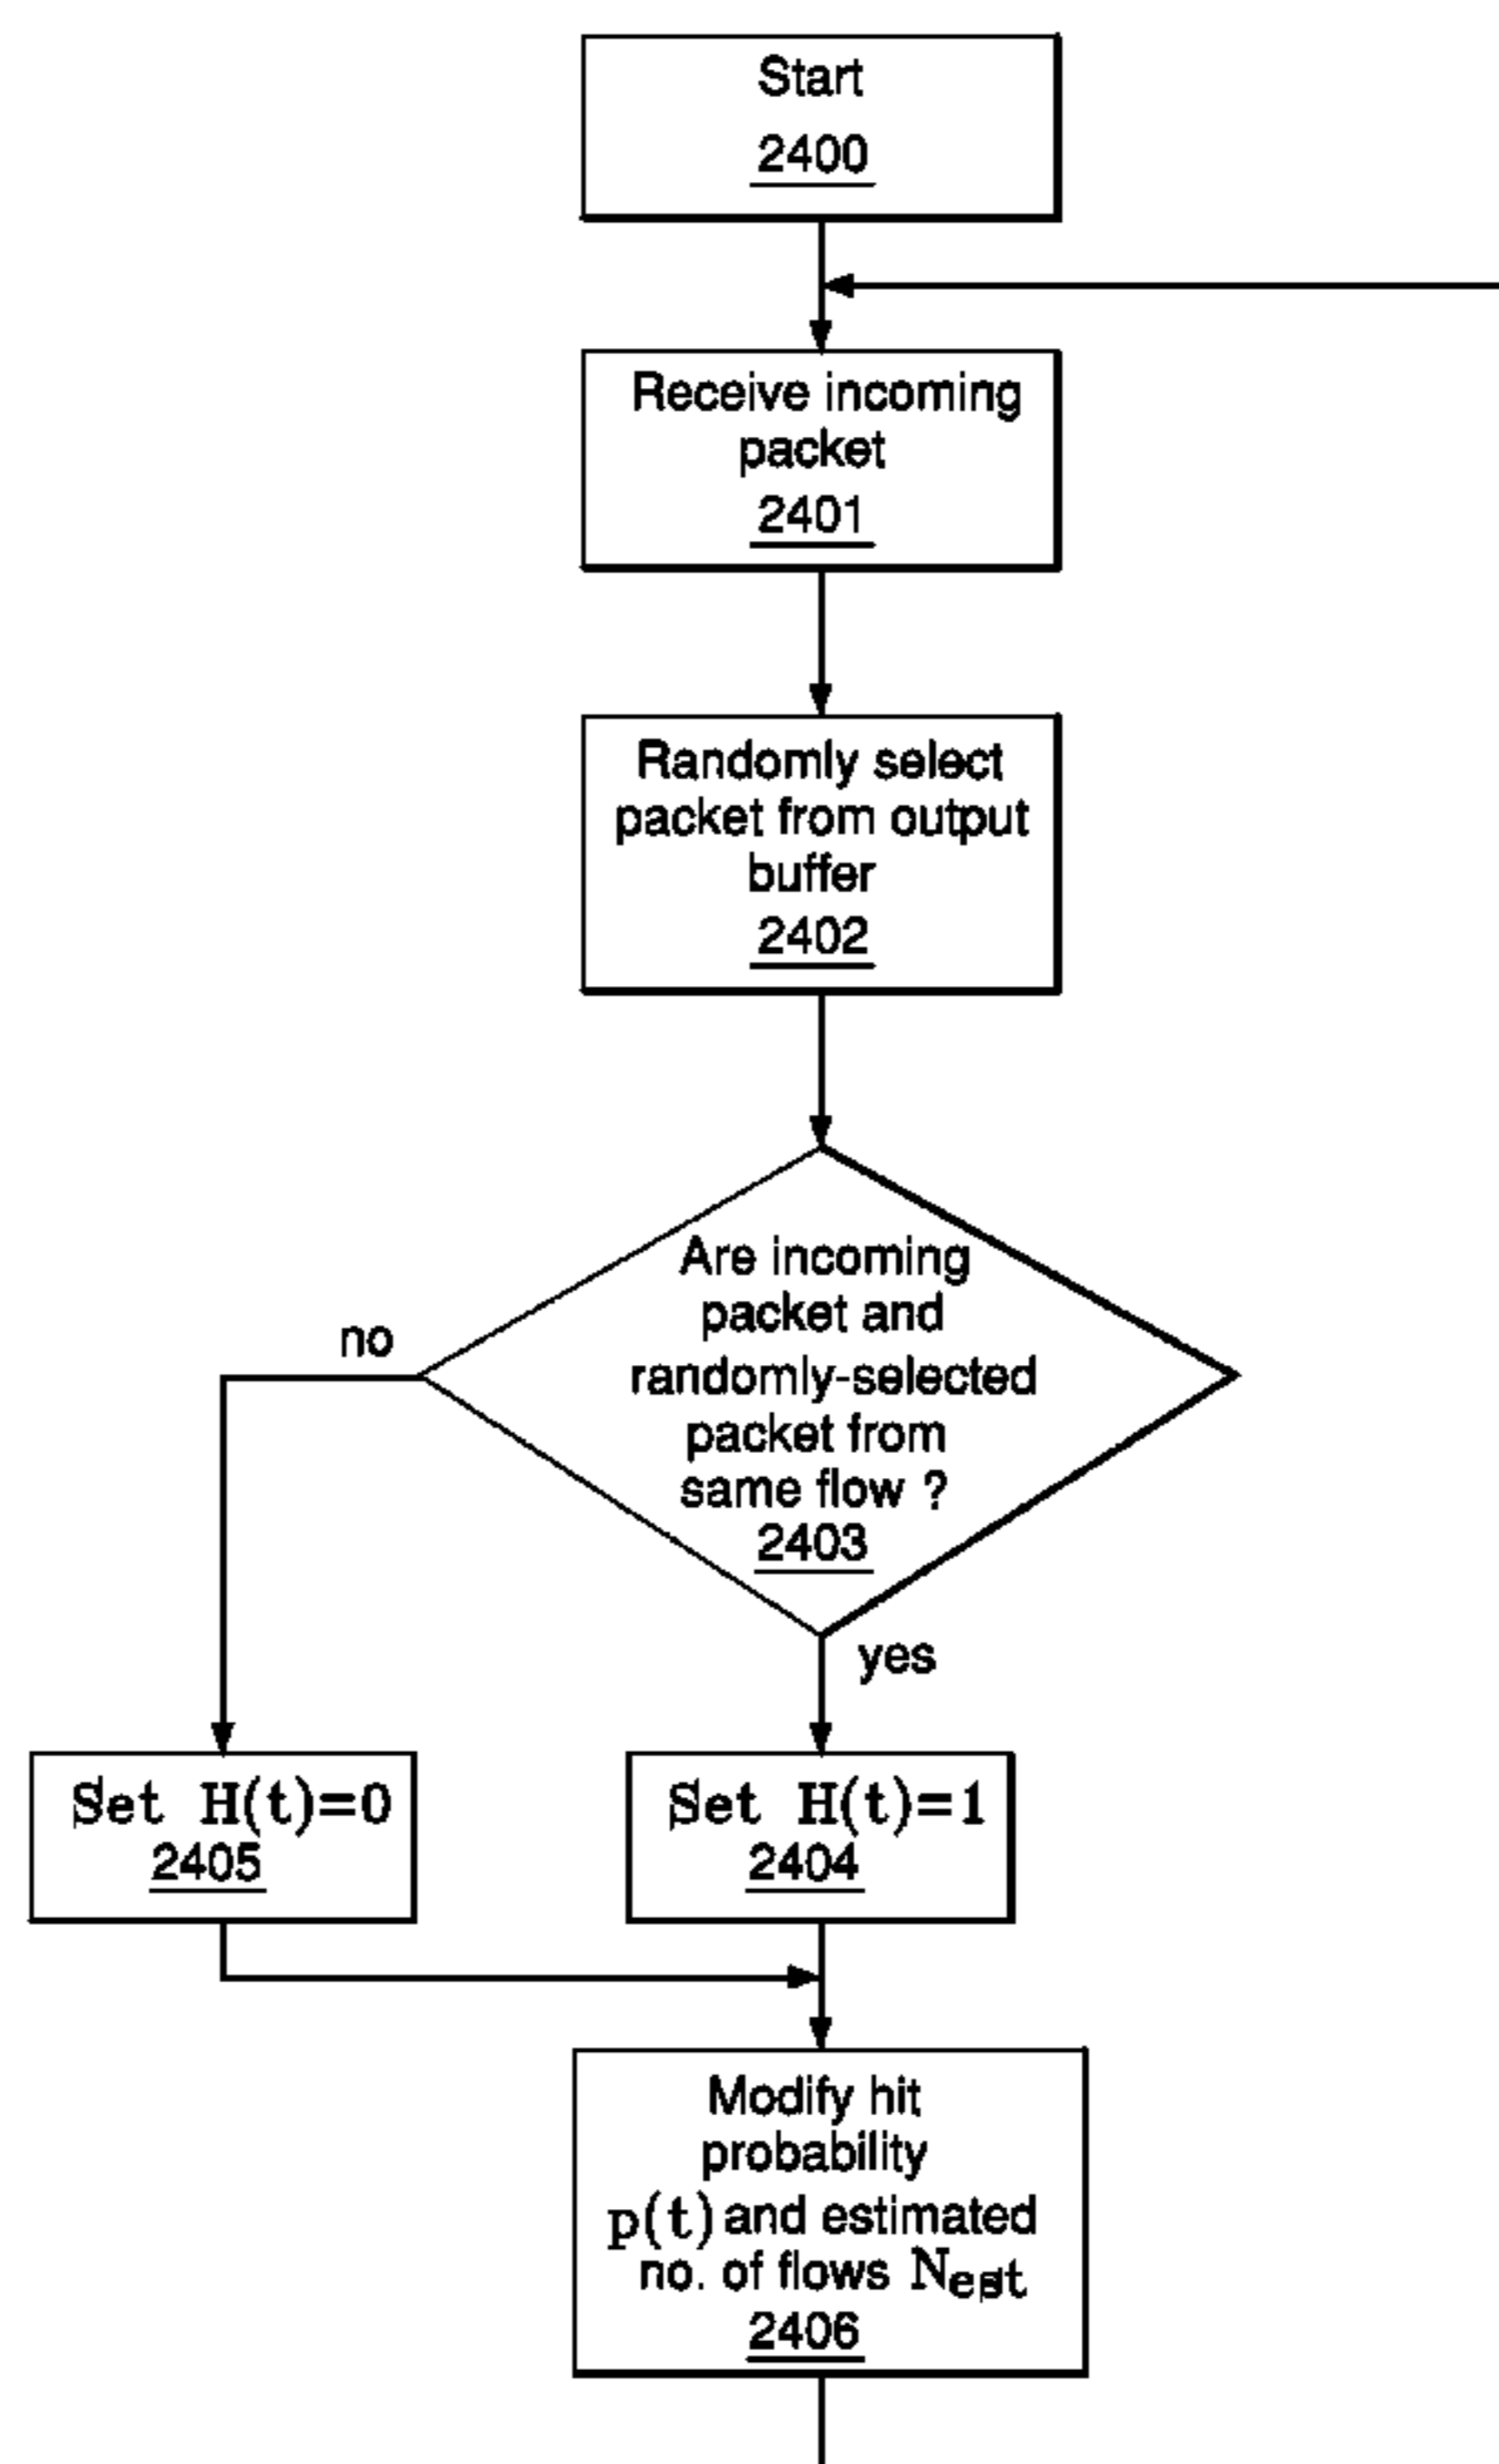 Start
2400
Receive incoming
packet
2401
Randomly select
packet from output
buffer
2402
Are incoming
packet and
randomly-selected
packet from
same flow ?
2403
no
yes
Set H(t)=0
2405
Set H(t)=1
2404
Modify hit
probability
p(t) and estimated
no. of flows Nest
2406